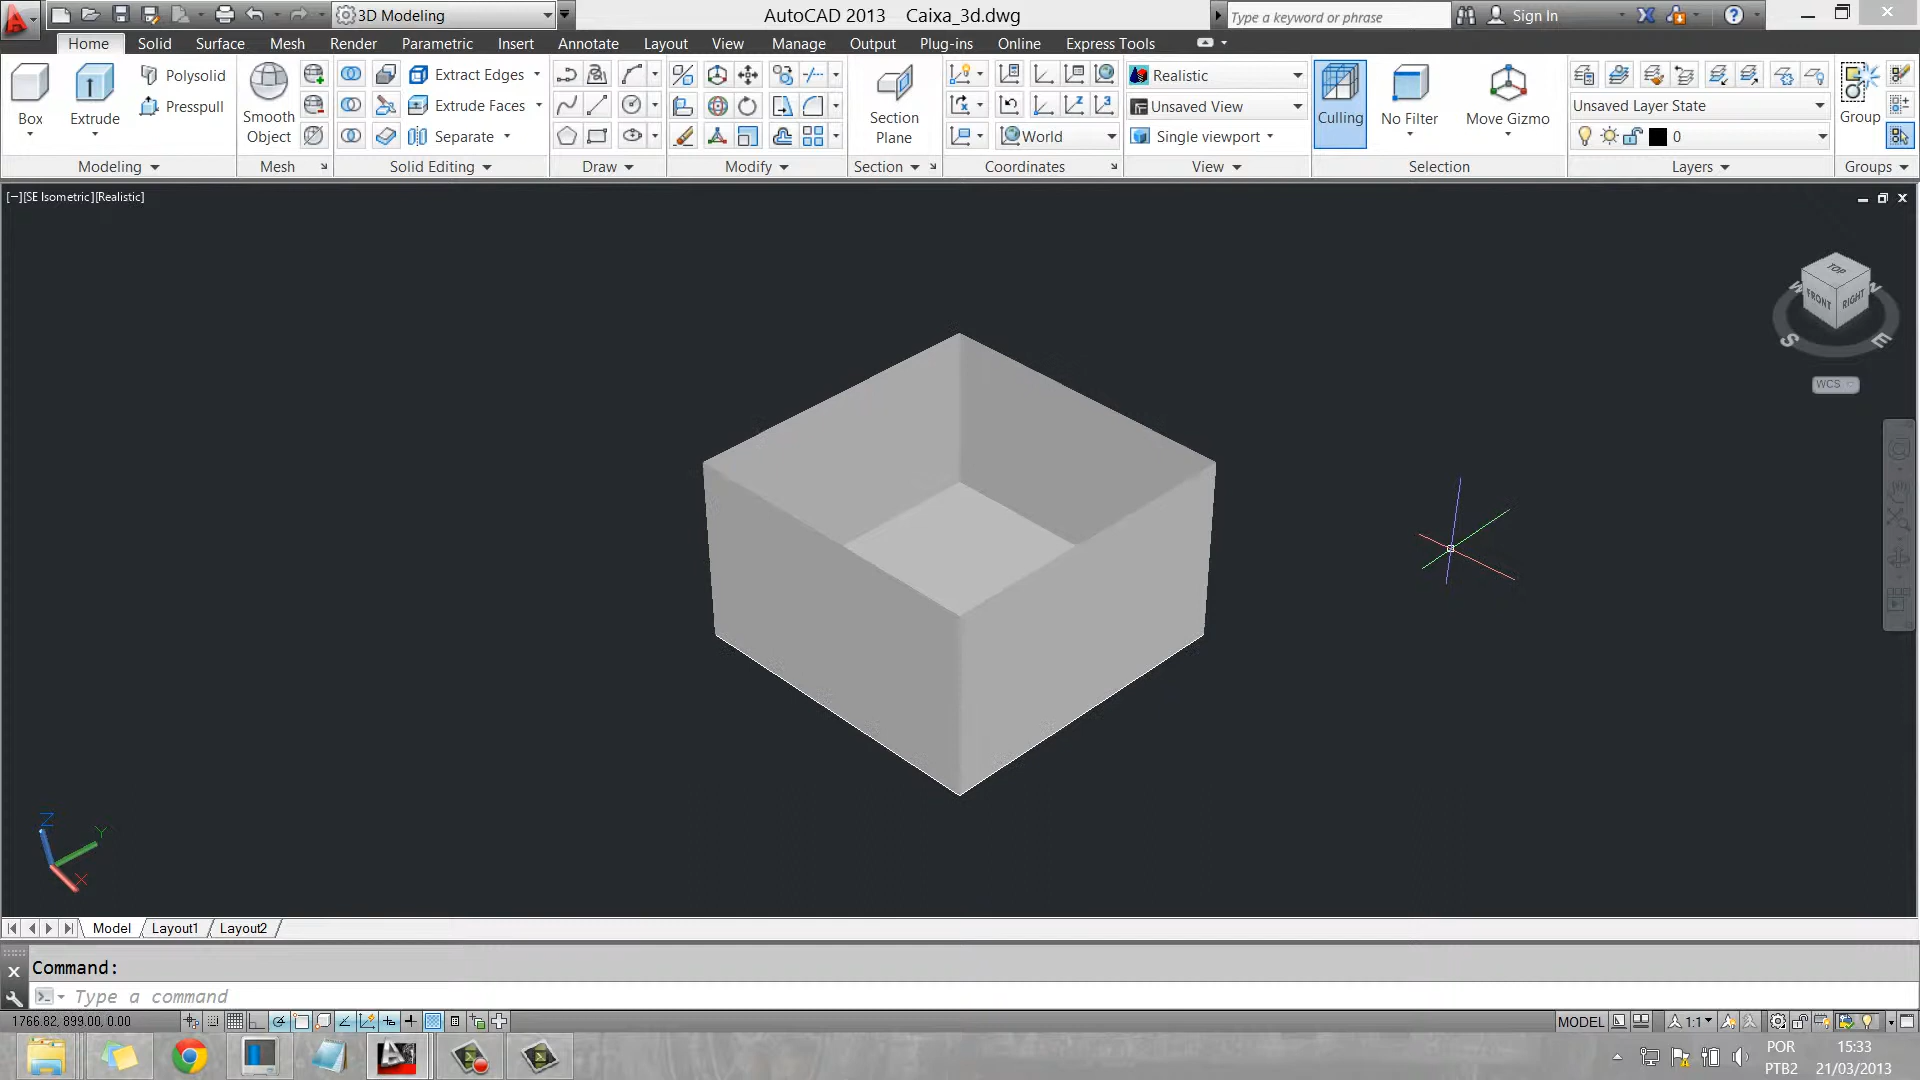 3D Modeling
AutoCAD 2013 Caixa_3d.dwg
Type a keyword or phrase
Sign In
Home Solid Surface Mesh Render Parametric Insert Annotate Layout View Manage Output Plug-ins Online Express Tools
Box
Extrude
Polysolid
Presspull
Modeling
Smooth
Object
Mesh
Extract Edges
Extrude Faces
Separate
Solid Editing
Draw
Modify
Section
Plane
Section
World
Coordinates
Realistic
Unsaved View
Single viewport
View
Culling
No Filter
Move Gizmo
Selection
Unsaved Layer State
0
Layers
Group
Groups
[−][SE Isometric][Realistic]
TOP
FRONT
RIGHT
W
N
S
E
WCS
Z
Y
X
Model Layout1 Layout2
Command:
Type a command
1766.82, 899.00, 0.00
MODEL
1:1
POR
PTB2
15:33
21/03/2013